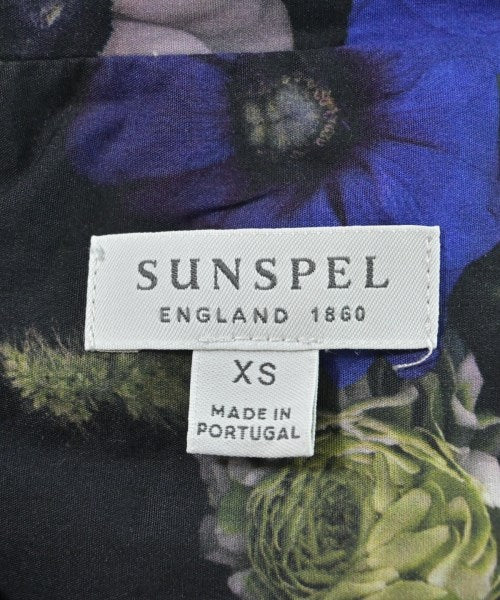 SUNSPEL
ENGLAND 1860
XS
MADE IN
PORTUGAL